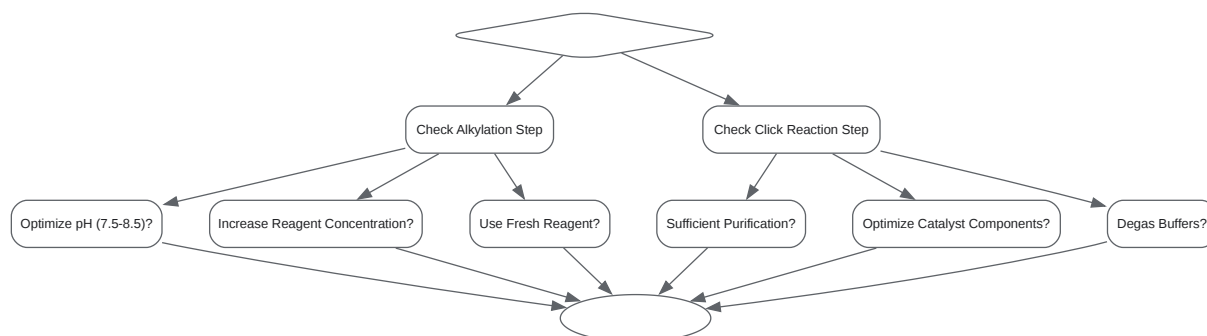 Check Alkylation Step
Check Click Reaction Step
Optimize pH (7.5-8.5)?
Increase Reagent Concentration?
Use Fresh Reagent?
Sufficient Purification?
Optimize Catalyst Components?
Degas Buffers?